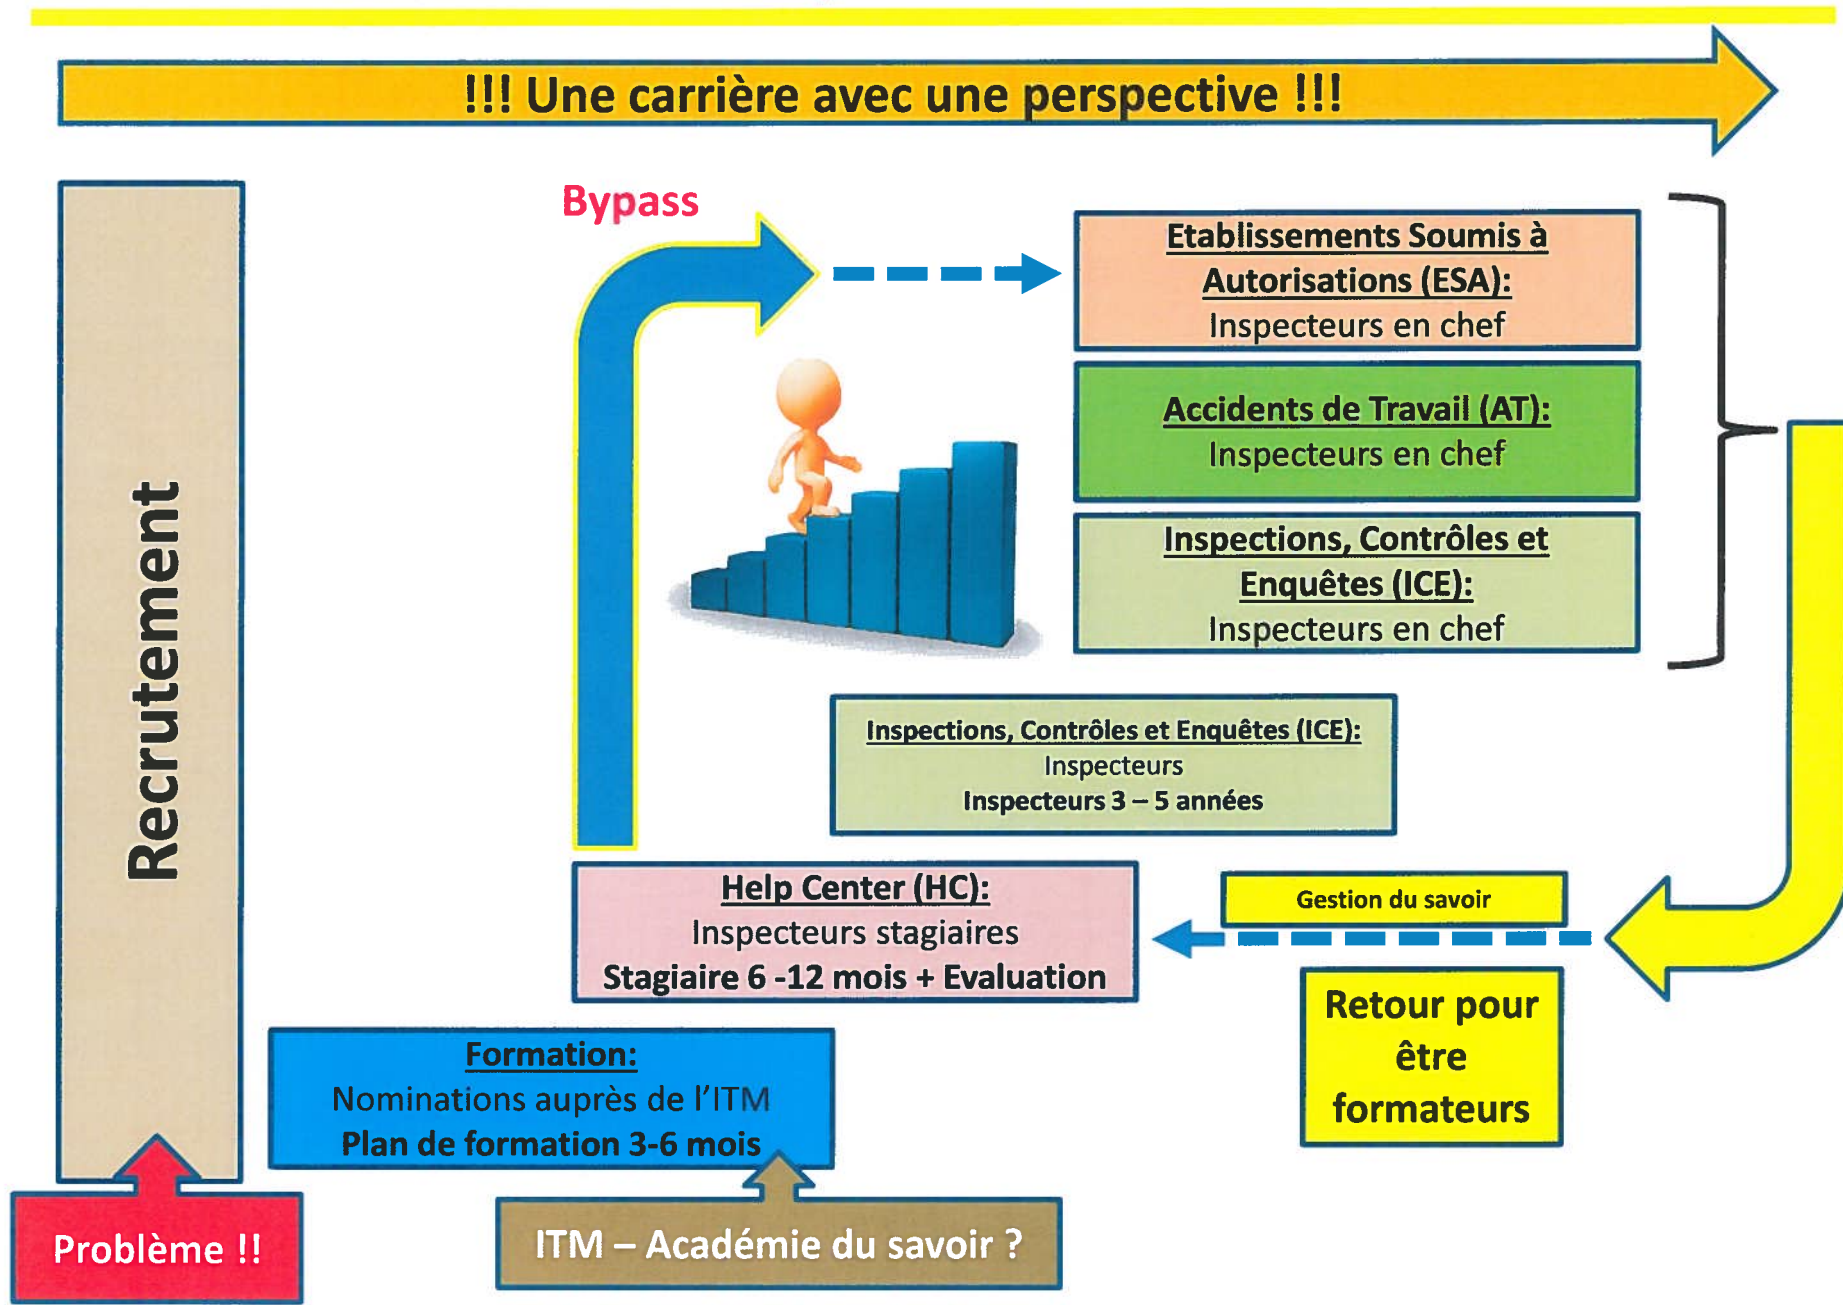 !!! Une carrière avec une perspective !!!
Recrutement
Bypass
Etablissements Soumis à
Autorisations (ESA):
Inspecteurs en chef
Accidents de Travail (AT):
Inspecteurs en chef
Inspections, Contrôles et
Enquêtes (ICE):
Inspecteurs en chef
Inspections, Contrôles et Enquêtes (ICE):
Inspecteurs
Inspecteurs 3 – 5 années
Help Center (HC):
Inspecteurs stagiaires
Stagiaire 6 -12 mois + Evaluation
Gestion du savoir
Retour pour
être
formateurs
Formation:
Nominations auprès de l'ITM
Plan de formation 3-6 mois
Problème !!
ITM – Académie du savoir ?